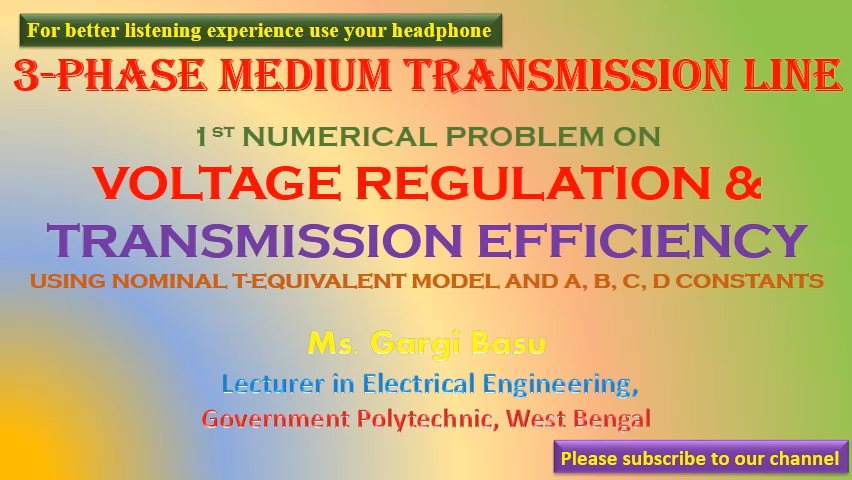 For better listening experience use your headphone
3-PHASE MEDIUM TRANSMISSION LINE
1ST NUMERICAL PROBLEM ON
VOLTAGE REGULATION &
TRANSMISSION EFFICIENCY
USING NOMINAL T-EQUIVALENT MODEL AND A, B, C, D CONSTANTS
Ms. Gargi Basu
Lecturer in Electrical Engineering,
Government Polytechnic, West Bengal
Please subscribe to our channel